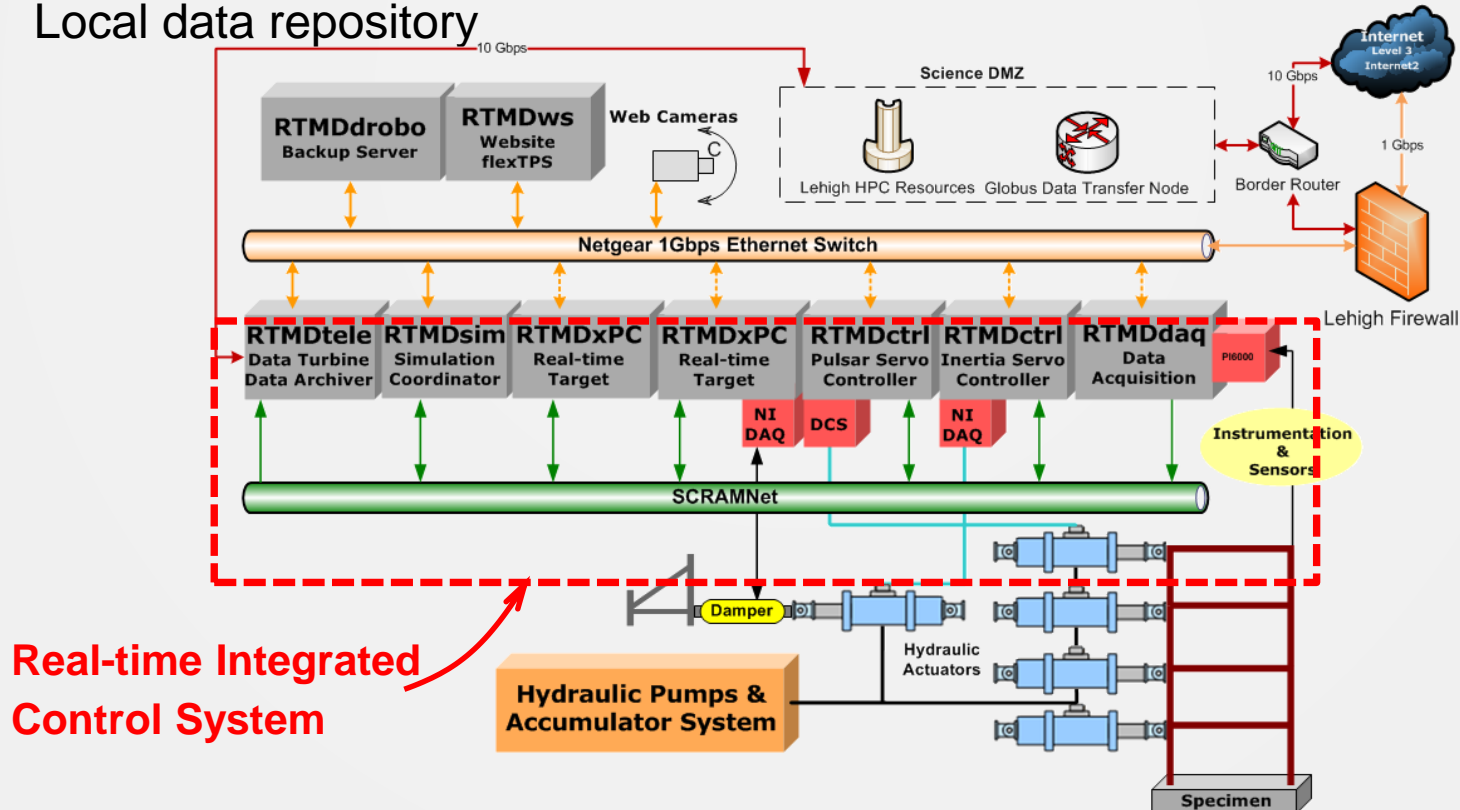 Local data repository
10 Gbps
Science DMZ
Internet
Level 3
Internet2
10 Gbps
RTMDdrobo
Backup Server
RTMDws
Website
flexTPS
Web Cameras
C
1 Gbps
Lehigh HPC Resources
Globus Data Transfer Node
Border Router
Netgear 1Gbps Ethernet Switch
Lehigh Firewall
RTMDtele
Data Turbine
Data Archiver
RTMDsim
Simulation
Coordinator
RTMDxPC
Real-time
Target
RTMDxPC
Real-time
Target
RTMDctrl
Pulsar Servo
Controller
RTMDctrl
Inertia Servo
Controller
RTMDdaq
Data
Acquisition
PI6000
NI
DAQ
DCS
NI
DAQ
Instrumentation
&
Sensors
SCRAMNet
Damper
Real-time Integrated
Control System
Hydraulic
Actuators
Hydraulic Pumps &
Accumulator System
Specimen